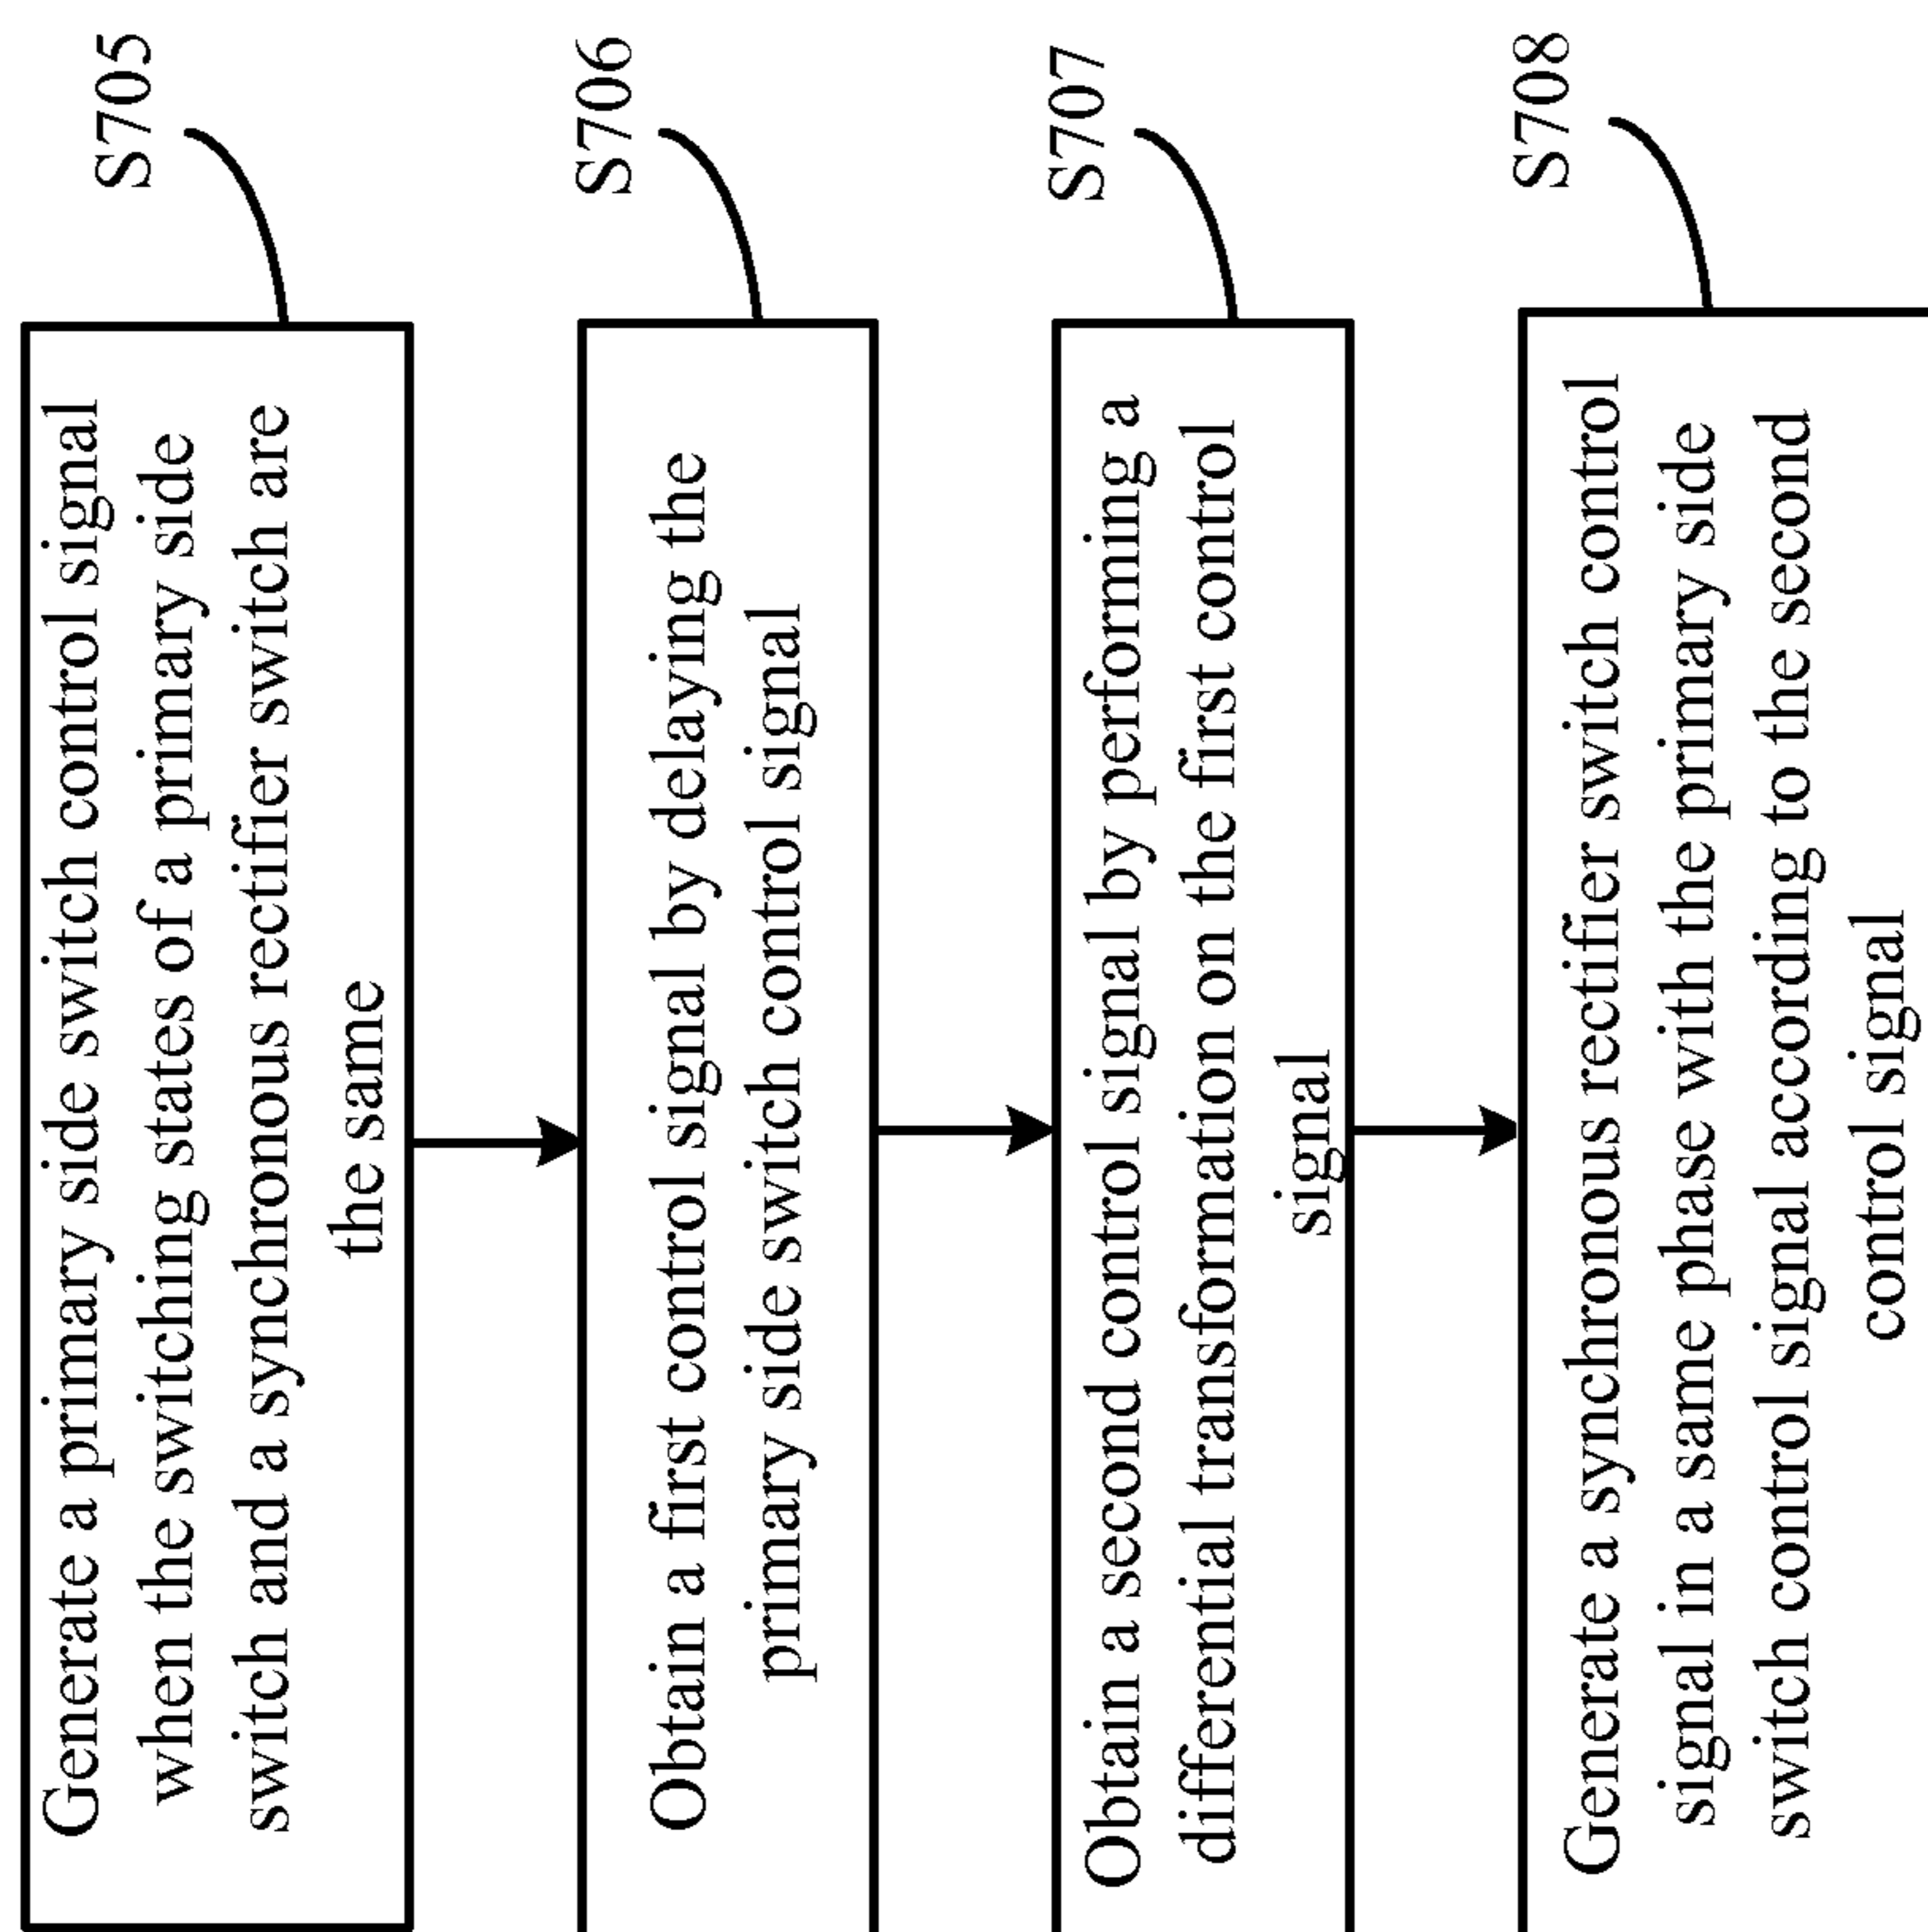 S705
Generate a primary side switch control signal
when the switching states of a primary side
switch and a synchronous rectifier switch are
the same
S706
Obtain a first control signal by delaying the
primary side switch control signal
S707
Obtain a second control signal by performing a
differential transformation on the first control
signal
S708
Generate a synchronous rectifier switch control
signal in a same phase with the primary side
switch control signal according to the second
control signal